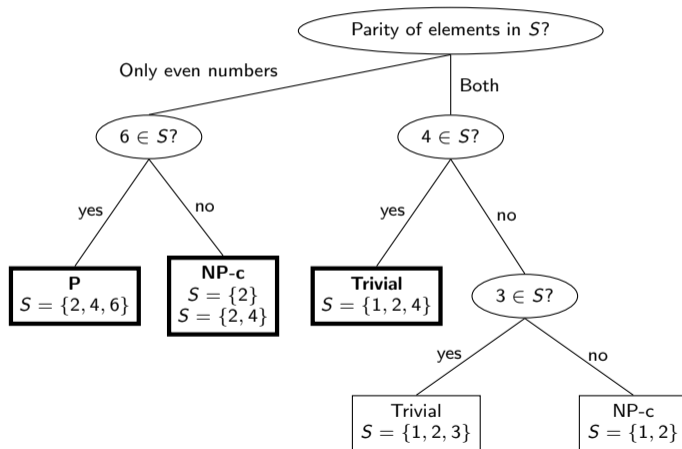 Parity of elements in S?
Only even numbers
Both
6 ∈ S?
4 ∈ S?
yes
no
yes
no
P
S = {2, 4, 6}
NP-c
S = {2}
S = {2, 4}
Trivial
S = {1, 2, 4}
3 ∈ S?
yes
no
Trivial
S = {1, 2, 3}
NP-c
S = {1, 2}